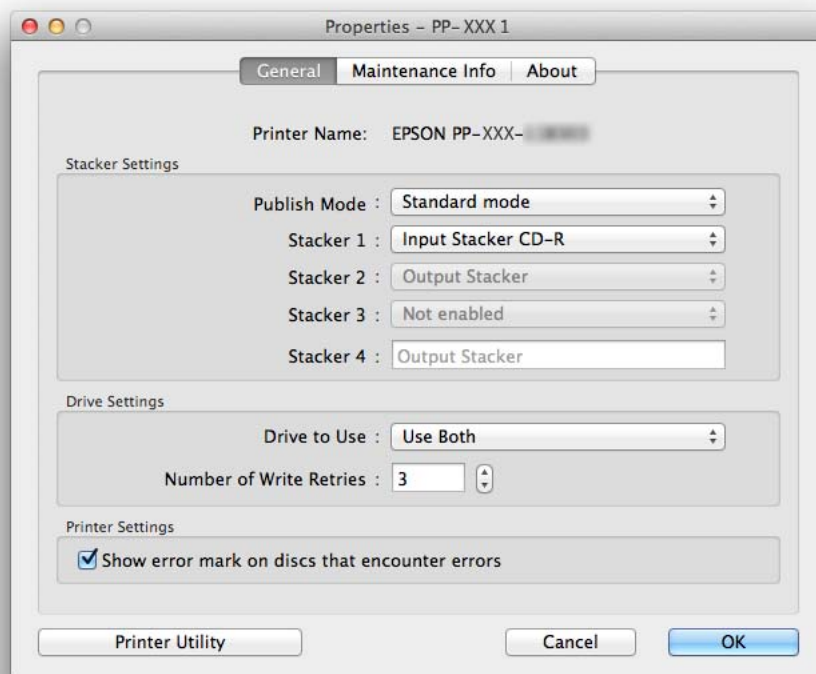 Properties – PP-XXX 1
General Maintenance Info About
Printer Name: EPSON PP-XXX-
Stacker Settings
Publish Mode : Standard mode
Stacker 1 : Input Stacker CD-R
Stacker 2 : Output Stacker
Stacker 3 : Not enabled
Stacker 4 : Output Stacker
Drive Settings
Drive to Use : Use Both
Number of Write Retries : 3
Printer Settings
Show error mark on discs that encounter errors
Printer Utility Cancel OK